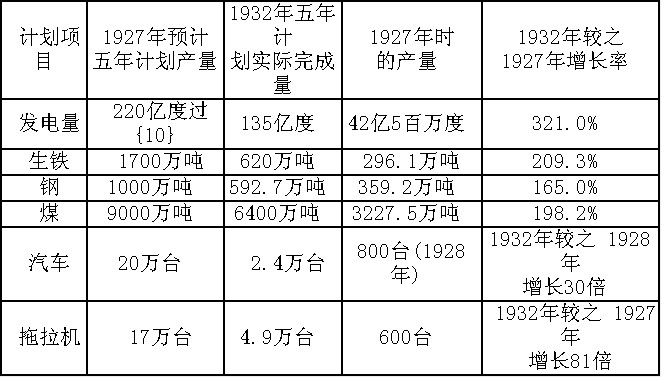 计划项目 1927年预计五年计划产量 1932年五年计划实际完成量 1927年时的产量 1932年较之1927年增长率
发电量 220亿度过{10} 135亿度 42亿5百万度 321.0%
生铁 1700万吨 620万吨 296.1万吨 209.3%
钢 1000万吨 592.7万吨 359.2万吨 165.0%
煤 9000万吨 6400万吨 3227.5万吨 198.2%
汽车 20万台 2.4万台 800台(1928年) 1932年较之 1928年增长30倍
拖拉机 17万台 4.9万台 600台 1932年较之 1927年增长81倍